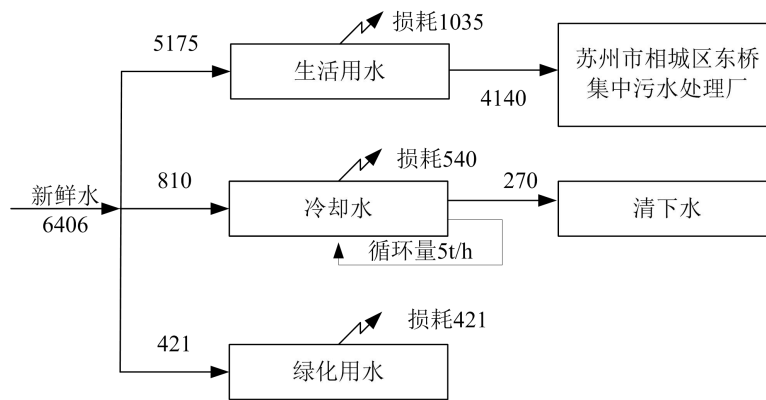 5175
损耗1035
生活用水
4140
苏州市相城区东桥
集中污水处理厂
新鲜水
6406
810
损耗540
冷却水
270
清下水
循环量5t/h
421
损耗421
绿化用水